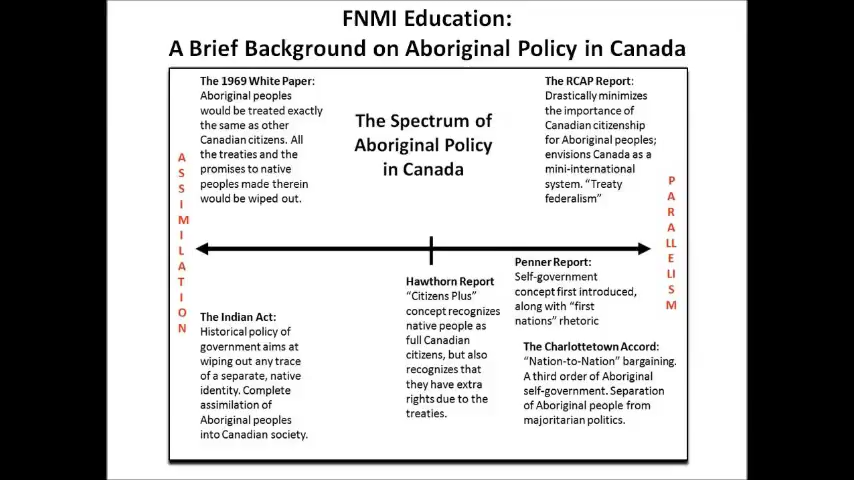 FNMI Education:
A Brief Background on Aboriginal Policy in Canada
The 1969 White Paper:
Aboriginal peoples
would be treated exactly
the same as other
Canadian citizens. All
the treaties and the
promises to native
peoples made therein
would be wiped out.
The Spectrum of
Aboriginal Policy
in Canada
The RCAP Report:
Drastically minimizes
the importance of
Canadian citizenship
for Aboriginal peoples;
envisions Canada as a
mini-international
system. “Treaty
federalism”
ASSIMILATION
PARALLELISM
The Indian Act:
Historical policy of
government aims at
wiping out any trace
of a separate, native
identity. Complete
assimilation of
Aboriginal peoples
into Canadian society.
Hawthorn Report
“Citizens Plus”
concept recognizes
native people as
full Canadian
citizens, but also
recognizes that
they have extra
rights due to the
treaties.
Penner Report:
Self-government
concept first introduced,
along with “first
nations” rhetoric
The Charlottetown Accord:
“Nation-to-Nation” bargaining.
A third order of Aboriginal
self-government. Separation
of Aboriginal people from
majoritarian politics.